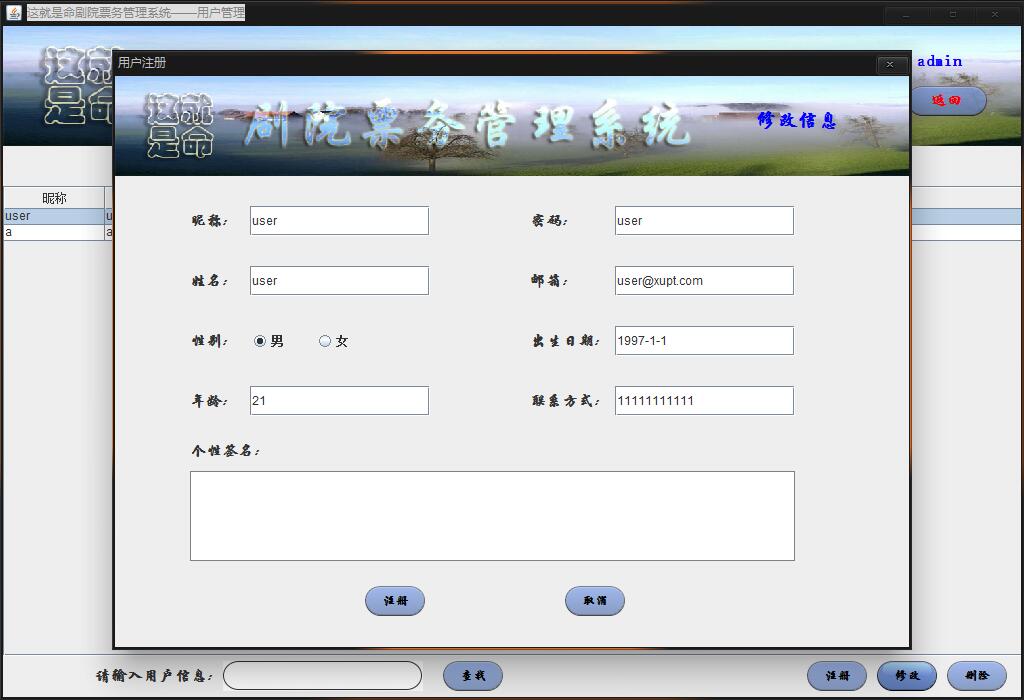 这就是命剧院票务管理系统——用户管理
这就是命
admin
返回
用户注册
这就是命
剧院票务管理系统
修改信息
昵称
user u
a a
昵称: user 密码: user
姓名: user 邮箱: user@xupt.com
性别: 男 女 出生日期: 1997-1-1
年龄: 21 联系方式: 11111111111
个性签名:
注册 取消
请输入用户信息: 查找 注册 修改 删除